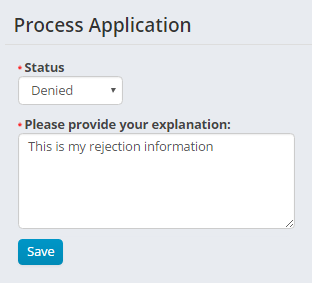 Process Application
* Status
Denied
* Please provide your explanation:
This is my rejection information
Save